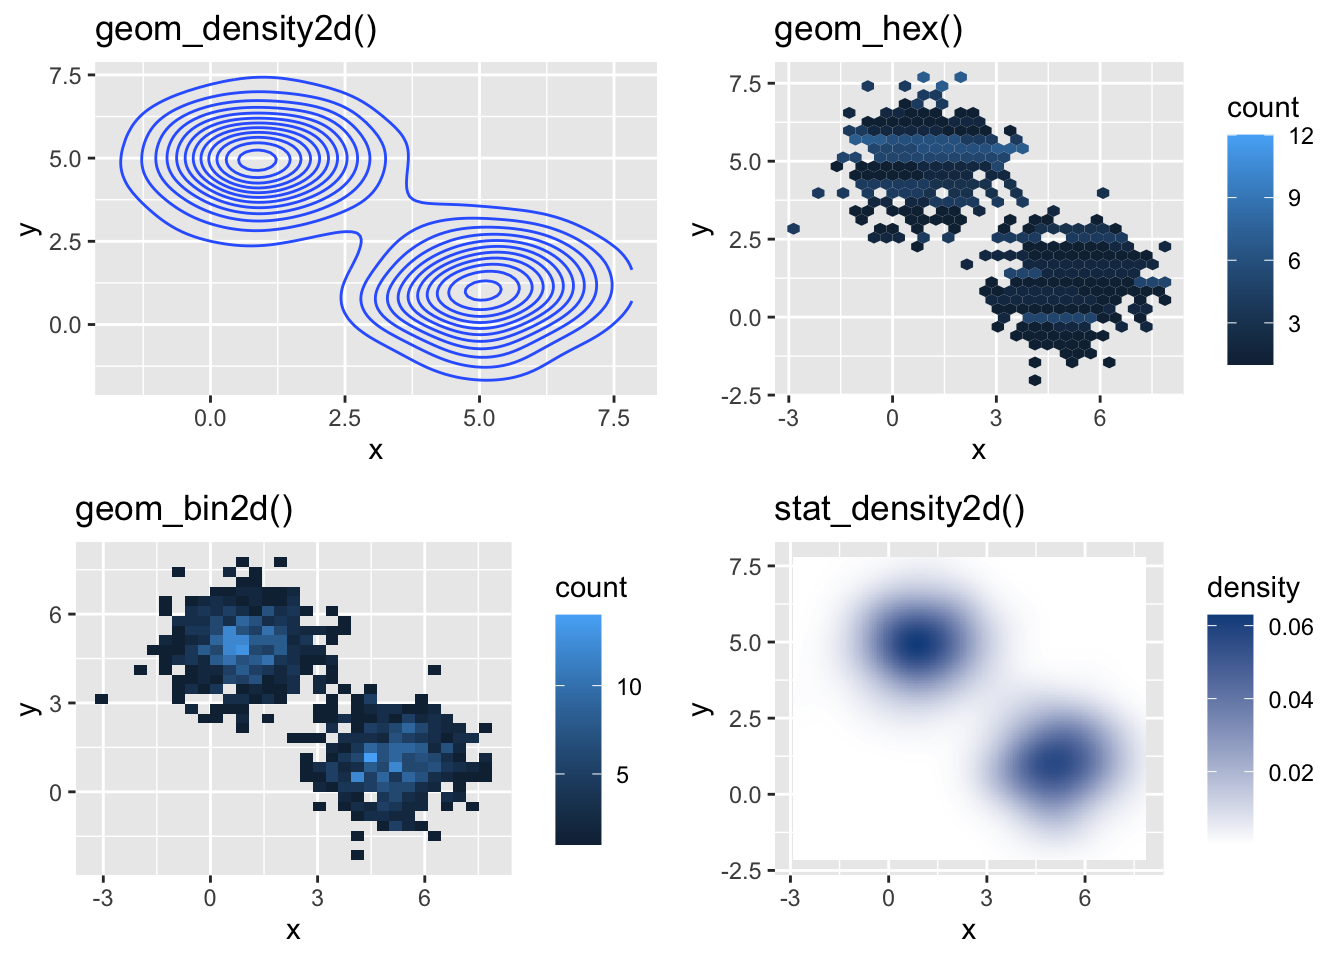 geom_density2d()
7.5
5.0
2.5
0.0
y
0.0 2.5 5.0 7.5
x
geom_hex()
7.5
5.0
2.5
0.0
-2.5
y
-3 0 3 6
x
count
12
9
6
3
geom_bin2d()
6
3
0
y
-3 0 3 6
x
count
10
5
stat_density2d()
7.5
5.0
2.5
0.0
-2.5
y
-3 0 3 6
x
density
0.06
0.04
0.02